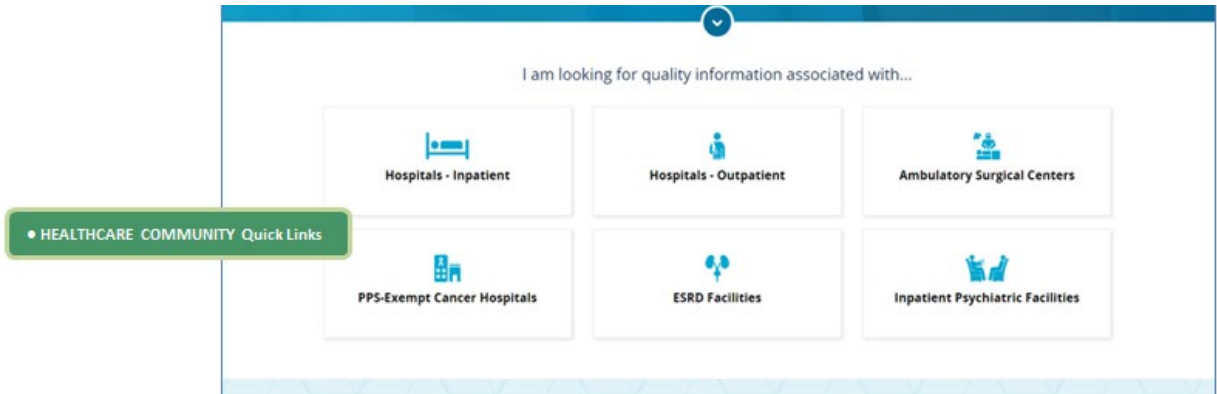 I am looking for quality information associated with...
Hospitals - Inpatient
Hospitals - Outpatient
Ambulatory Surgical Centers
• HEALTHCARE COMMUNITY Quick Links
PPS-Exempt Cancer Hospitals
ESRD Facilities
Inpatient Psychiatric Facilities